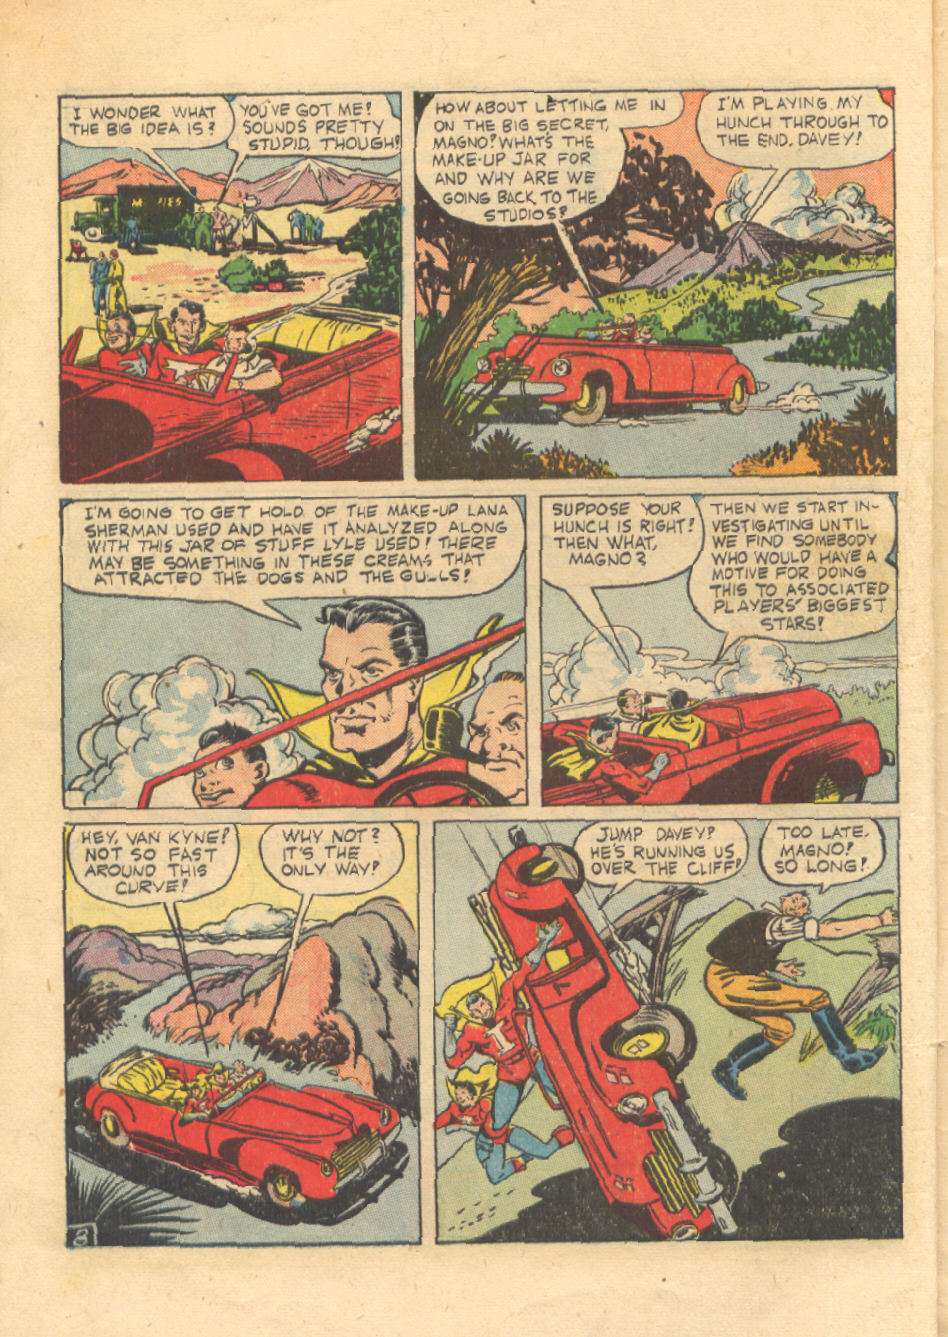 I WONDER WHAT
THE BIG IDEA IS?
YOU'VE GOT ME!
SOUNDS PRETTY
STUPID, THOUGH!
HOW ABOUT LETTING ME IN
ON THE BIG SECRET,
MAGNO? WHAT'S THE
MAKE-UP JAR FOR
AND WHY ARE WE
GOING BACK TO THE
STUDIOS?
I'M PLAYING MY
HUNCH THROUGH TO
THE END, DAVEY!
I'M GOING TO GET HOLD OF THE MAKE-UP LANA
SHERMAN USED AND HAVE IT ANALYZED ALONG
WITH THIS JAR OF STUFF LYLE USED! THERE
MAY BE SOMETHING IN THESE CREAMS THAT
ATTRACTED THE DOGS AND THE GULLS!
SUPPOSE YOUR
HUNCH IS RIGHT!
THEN WHAT,
MAGNO?
THEN WE START IN-
VESTIGATING UNTIL
WE FIND SOMEBODY
WHO WOULD HAVE A
MOTIVE FOR DOING
THIS TO ASSOCIATED
PLAYERS' BIGGEST
STARS!
HEY, VAN KYNE!
NOT SO FAST
AROUND THIS
CURVE!
WHY NOT?
IT'S THE
ONLY WAY!
JUMP DAVEY!
HE'S RUNNING US
OVER THE CLIFF!
TOO LATE,
MAGNO!
SO LONG!
8